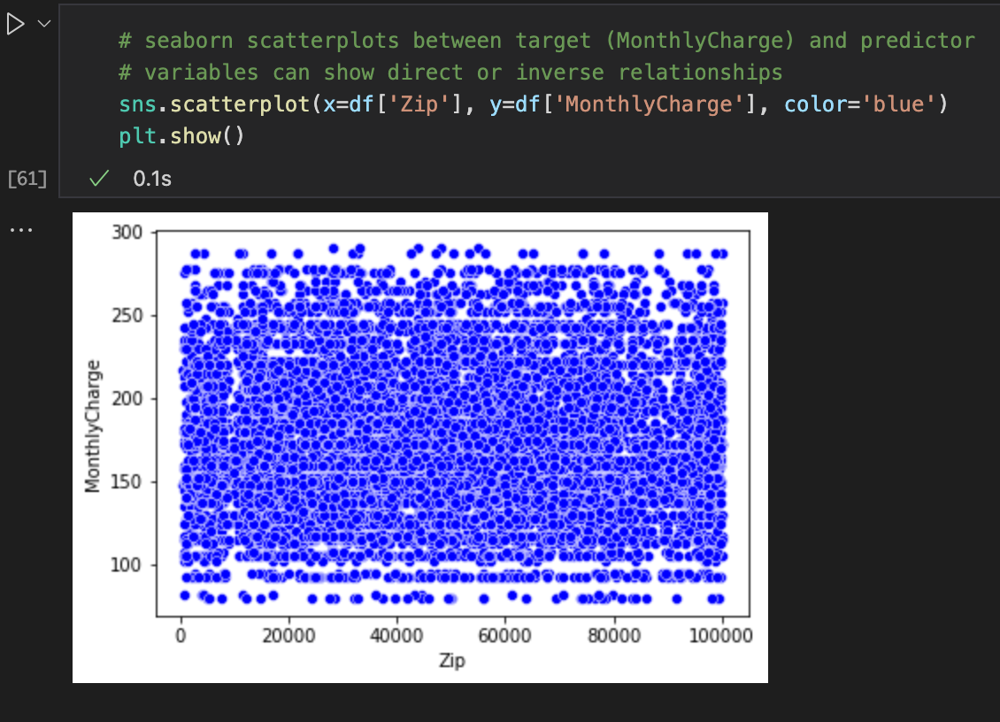 # seaborn scatterplots between target (MonthlyCharge) and predictor
# variables can show direct or inverse relationships
sns.scatterplot(x=df['Zip'], y=df['MonthlyCharge'], color='blue')
plt.show()
[61]
0.1s
...
300
250
200
150
100
MonthlyCharge
0 20000 40000 60000 80000 100000
Zip